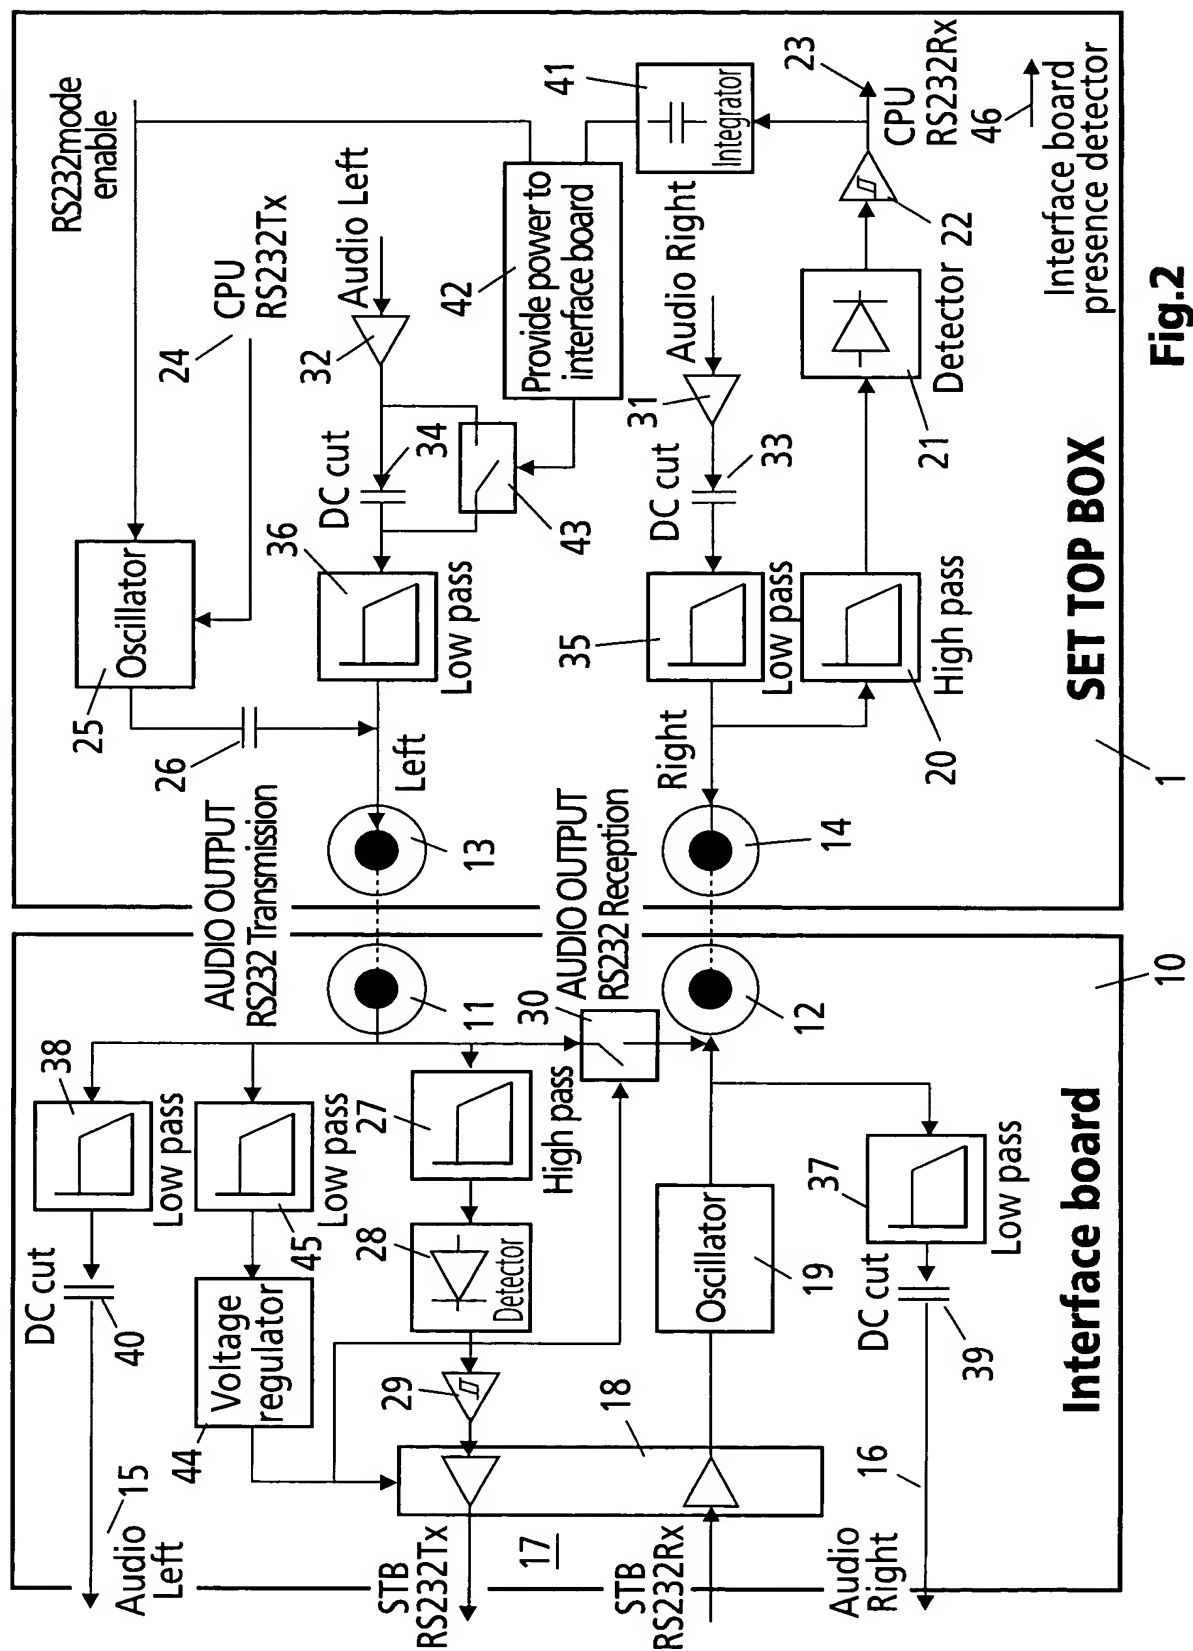 RS232mode
enable
24
CPU
RS232Tx
25
Oscillator
26
32
Audio Left
DC cut
34
36
Low pass
43
42
Provide power to
interface board
41
Integrator
23
CPU
RS232Rx
46
Interface board
presence detector
Audio Right
31
DC cut
33
35
Low pass
22
Detector
21
High pass
20
Left
Right
13
14
SET TOP BOX
1
AUDIO OUTPUT
RS232 Transmission
AUDIO OUTPUT
RS232 Reception
11
12
10
38
Low pass
DC cut
40
45
Low pass
44
Voltage
regulator
27
High pass
28
Detector
29
30
18
Oscillator
19
37
Low pass
DC cut
39
15
Audio
Left
STB
RS232Tx
17
STB
RS232Rx
16
Audio
Right
Interface board
Fig.2